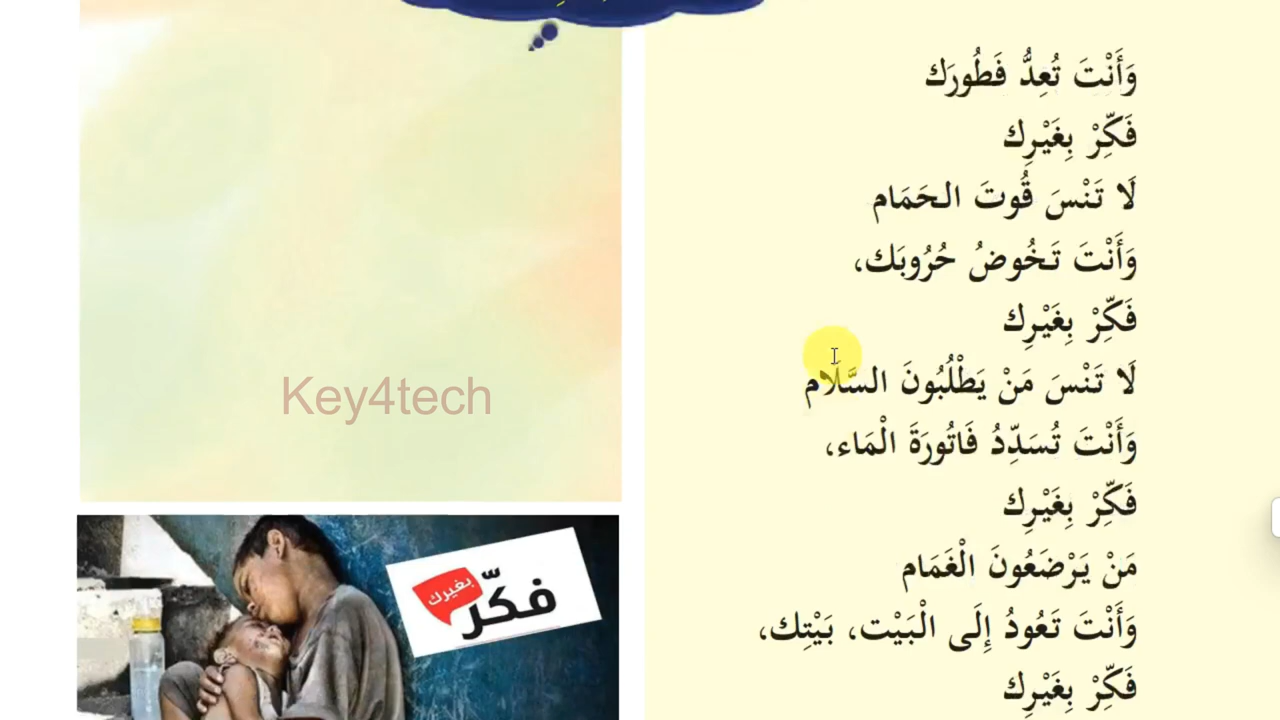 وَأَنْتَ تُعِدُّ فَطُورَك
فَكِّرْ بِغَيْرِك
لَا تَنْسَ قُوتَ الحَمَام
وَأَنْتَ تَخُوضُ حُرُوبَك،
فَكِّرْ بِغَيْرِك
لَا تَنْسَ مَنْ يَطْلُبُونَ السَّلَام
وَأَنْتَ تُسَدِّدُ فَاتُورَةَ الْمَاء،
فَكِّرْ بِغَيْرِك
مَنْ يَرْضَعُونَ الْغَمَام
وَأَنْتَ تَعُودُ إِلَى الْبَيْت، بَيْتِك،
فَكِّرْ بِغَيْرِك
Key4tech
فكّر
بغيرك